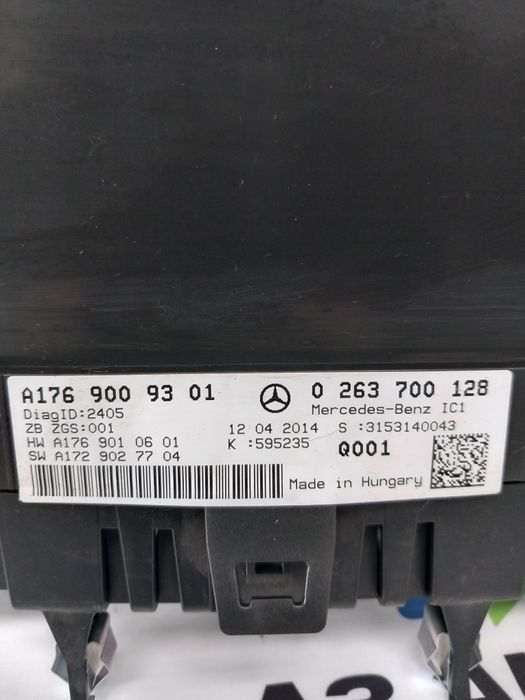 A176 900 93 01 0 263 700 128
DiagID:2405 Mercedes-Benz IC1
ZB ZGS:001 12 04 2014 S :3153140043
HW A176 901 06 01 K :595235 Q001
SW A172 902 77 04
Made in Hungary